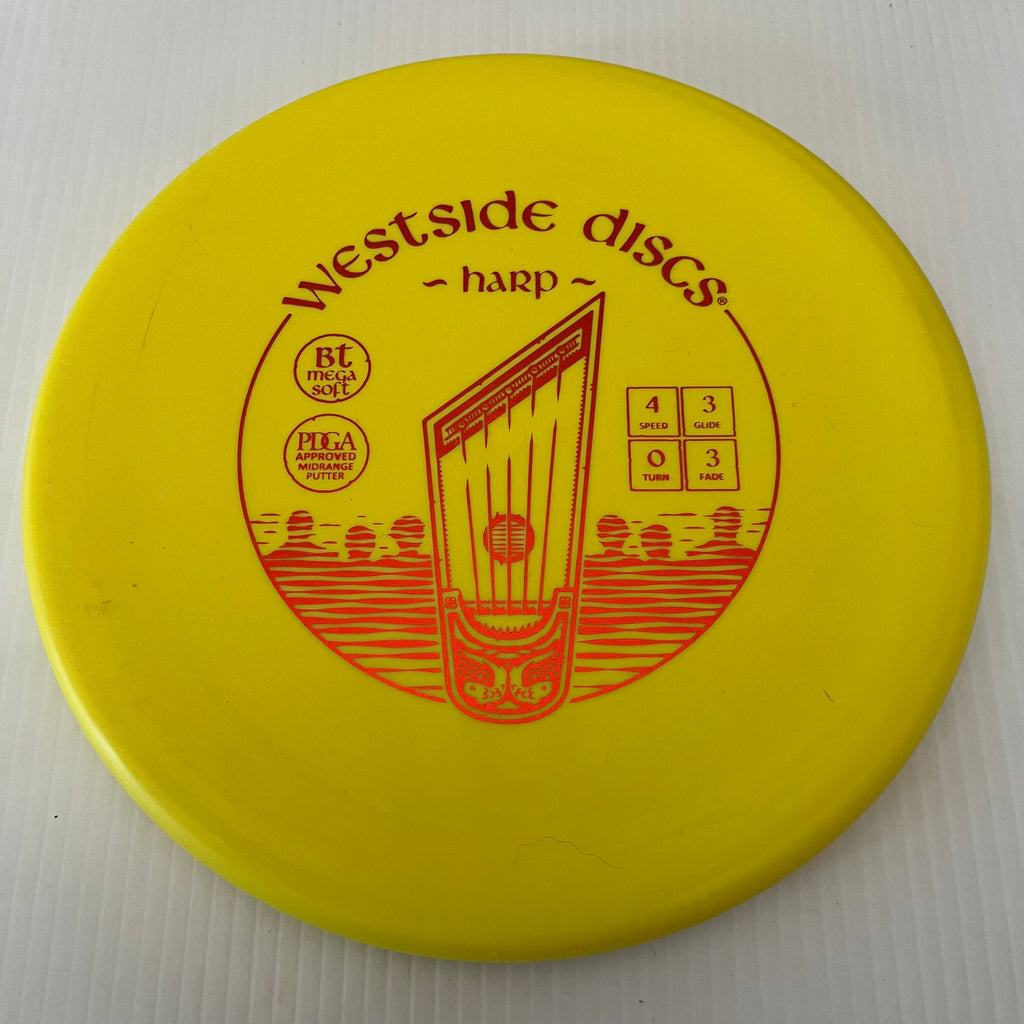 Westside Discs®
~ Harp ~
BT
Mega
Soft
PDGA
APPROVED
MIDRANGE
PUTTER
4 3
SPEED GLIDE
0 3
TURN FADE